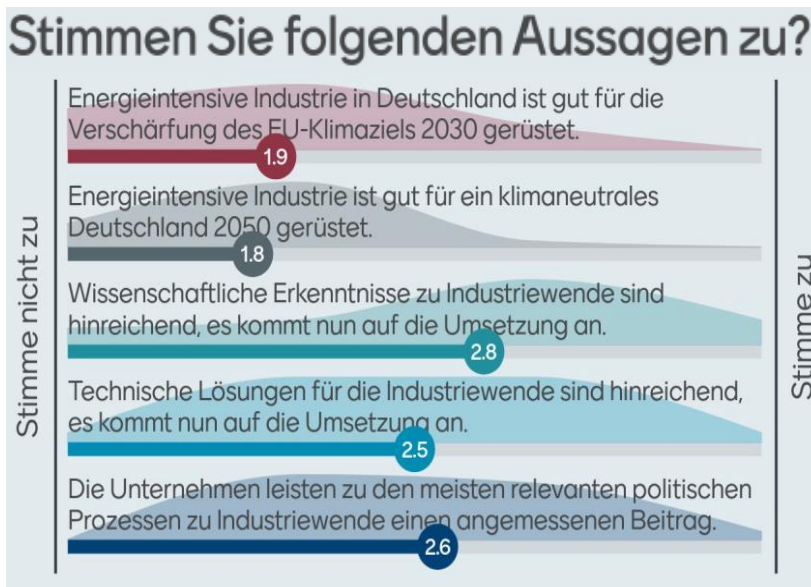 Stimmen Sie folgenden Aussagen zu?
Energieintensive Industrie in Deutschland ist gut für die
Verschärfung des EU-Klimaziels 2030 gerüstet.
1.9
Energieintensive Industrie ist gut für ein klimaneutrales
Deutschland 2050 gerüstet.
1.8
Wissenschaftliche Erkenntnisse zu Industriewende sind
hinreichend, es kommt nun auf die Umsetzung an.
2.8
Technische Lösungen für die Industriewende sind hinreichend,
es kommt nun auf die Umsetzung an.
2.5
Die Unternehmen leisten zu den meisten relevanten politischen
Prozessen zu Industriewende einen angemessenen Beitrag.
2.6
Stimme nicht zu
Stimme zu